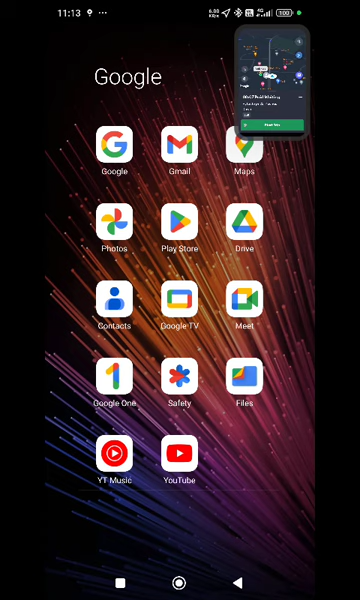 11:13
100
Google
Google
Gmail
Maps
Photos
Play Store
Drive
Contacts
Google TV
Meet
Google One
Safety
Files
YT Music
YouTube